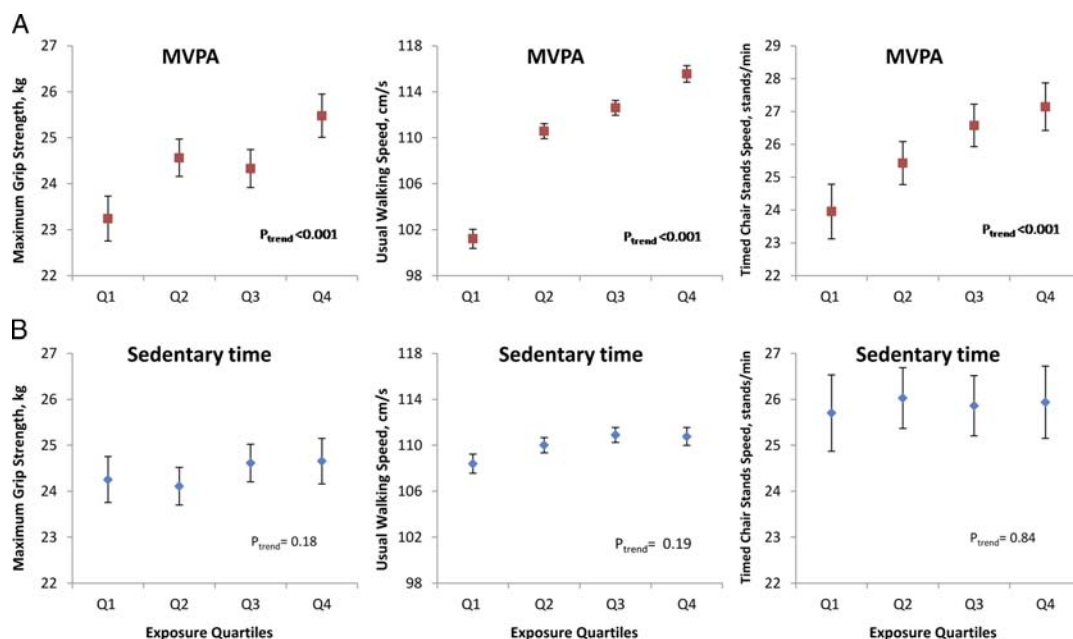 A
MVPA
Maximum Grip Strength, kg
27
26
25
24
23
22
P trend <0.001
Q1 Q2 Q3 Q4
MVPA
Usual Walking Speed, cm/s
118
114
110
106
102
98
P trend <0.001
Q1 Q2 Q3 Q4
MVPA
Timed Chair Stands Speed, stands/min
29
28
27
26
25
24
23
22
P trend <0.001
Q1 Q2 Q3 Q4
B
Sedentary time
Maximum Grip Strength, kg
27
26
25
24
23
22
P trend= 0.18
Q1 Q2 Q3 Q4
Exposure Quartiles
Sedentary time
Usual Walking Speed, cm/s
118
114
110
106
102
98
P trend= 0.19
Q1 Q2 Q3 Q4
Exposure Quartiles
Sedentary time
Timed Chair Stands Speed, stands/min
27
26
25
24
23
22
P trend= 0.84
Q1 Q2 Q3 Q4
Exposure Quartiles